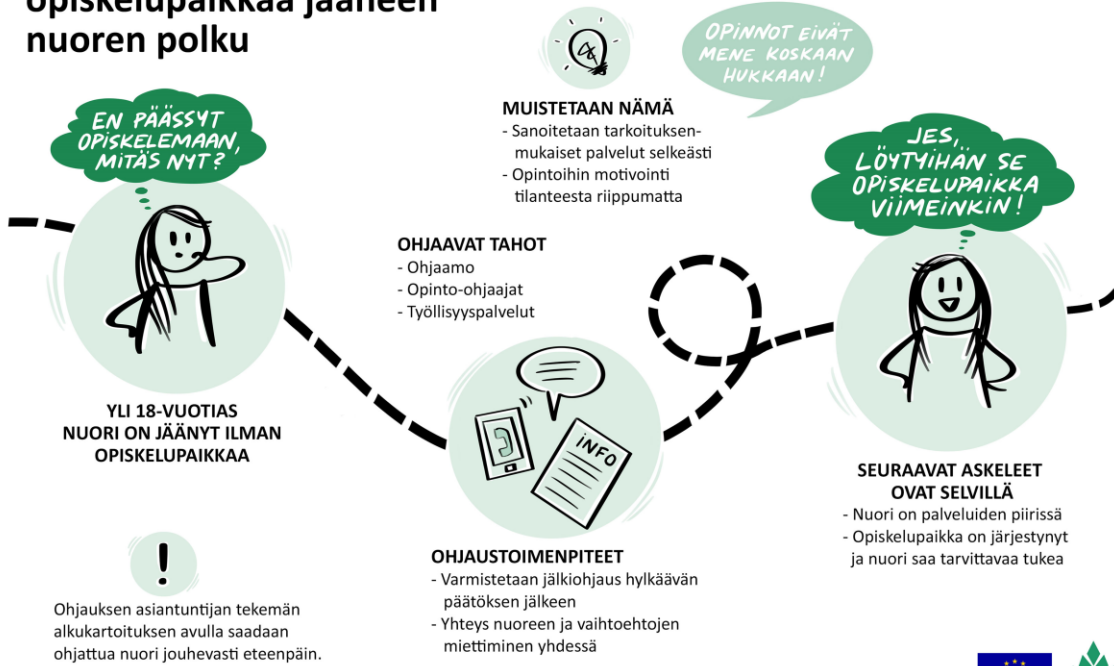 opiskelupaikkaa jääneen
nuoren polku
EN PÄÄSSYT
OPISKELEMAAN,
MITÄS NYT?
YLI 18-VUOTIAS
NUORI ON JÄÄNYT ILMAN
OPISKELUPAIKKAA
!
Ohjauksen asiantuntijan tekemän
alkukartoituksen avulla saadaan
ohjattua nuori jouhevasti eteenpäin.
MUISTETAAN NÄMÄ
- Sanoitetaan tarkoituksen-
mukaiset palvelut selkeästi
- Opintoihin motivointi
tilanteesta riippumatta
OHJAAVAT TAHOT
- Ohjaamo
- Opinto-ohjaajat
- Työllisyyspalvelut
INFO
OHJAUSTOIMENPITEET
- Varmistetaan jälkiohjaus hylkäävän
päätöksen jälkeen
- Yhteys nuoreen ja vaihtoehtojen
miettiminen yhdessä
OPINNOT EIVÄT
MENE KOSKAAN
HUKKAAN!
JES,
LÖYTYIHÄN SE
OPISKELUPAIKKA
VIIMEINKIN!
SEURAAVAT ASKELEET
OVAT SELVILLÄ
- Nuori on palveluiden piirissä
- Opiskelupaikka on järjestynyt
ja nuori saa tarvittavaa tukea